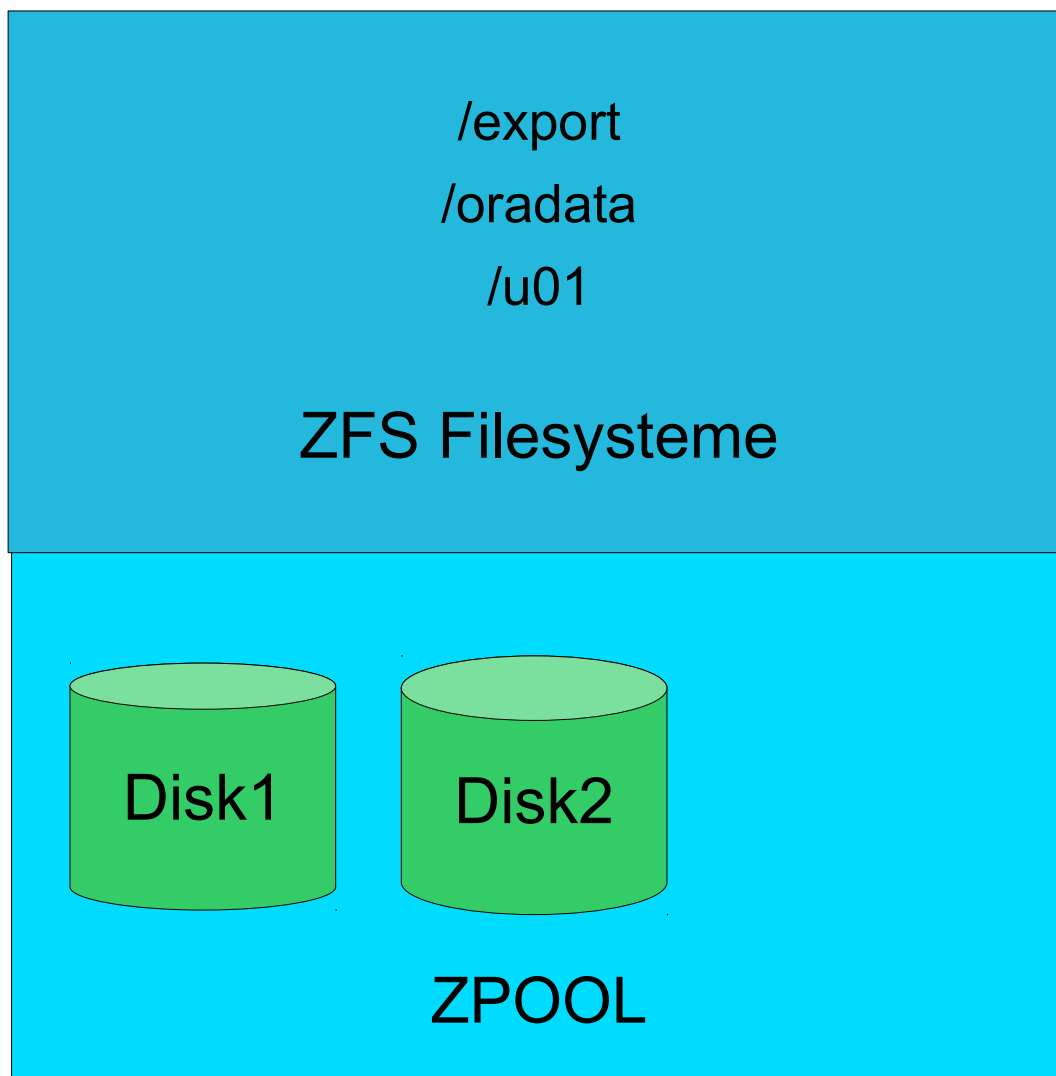 /export
/oradata
/u01
ZFS Filesysteme
Disk1
Disk2
ZPOOL